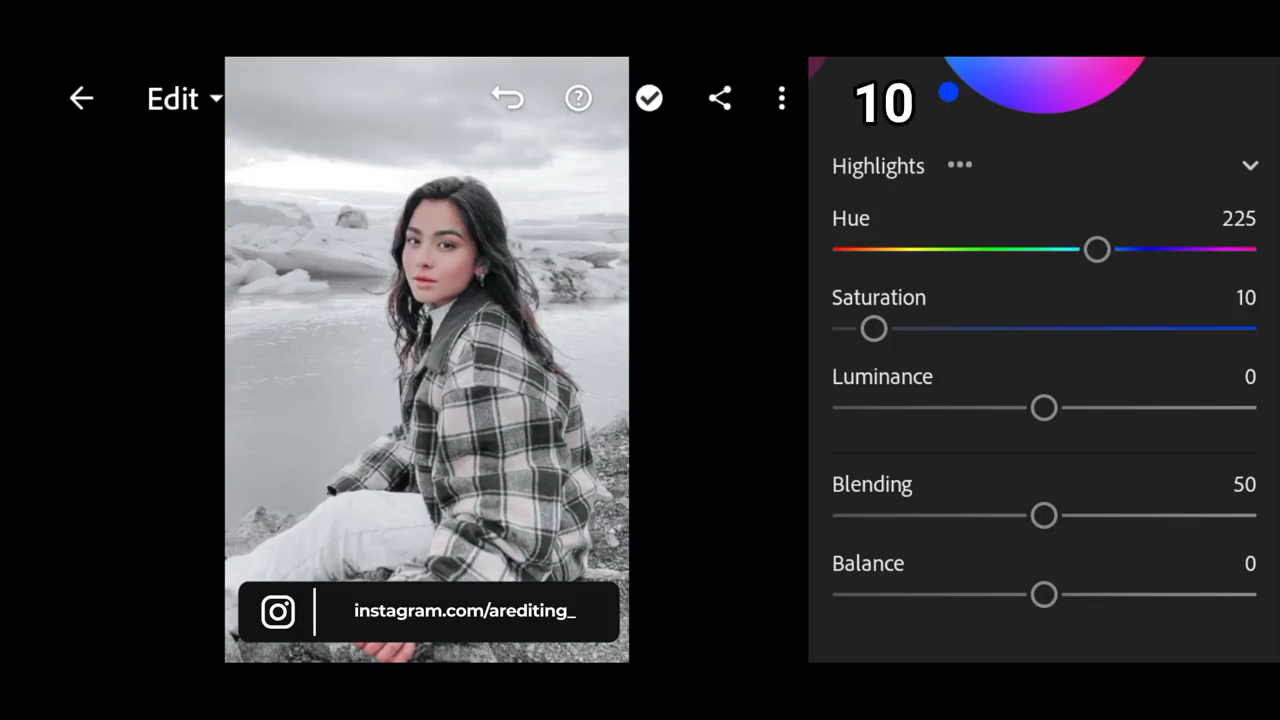 Edit
10
Highlights
Hue 225
Saturation 10
Luminance 0
Blending 50
Balance 0
instagram.com/arediting_